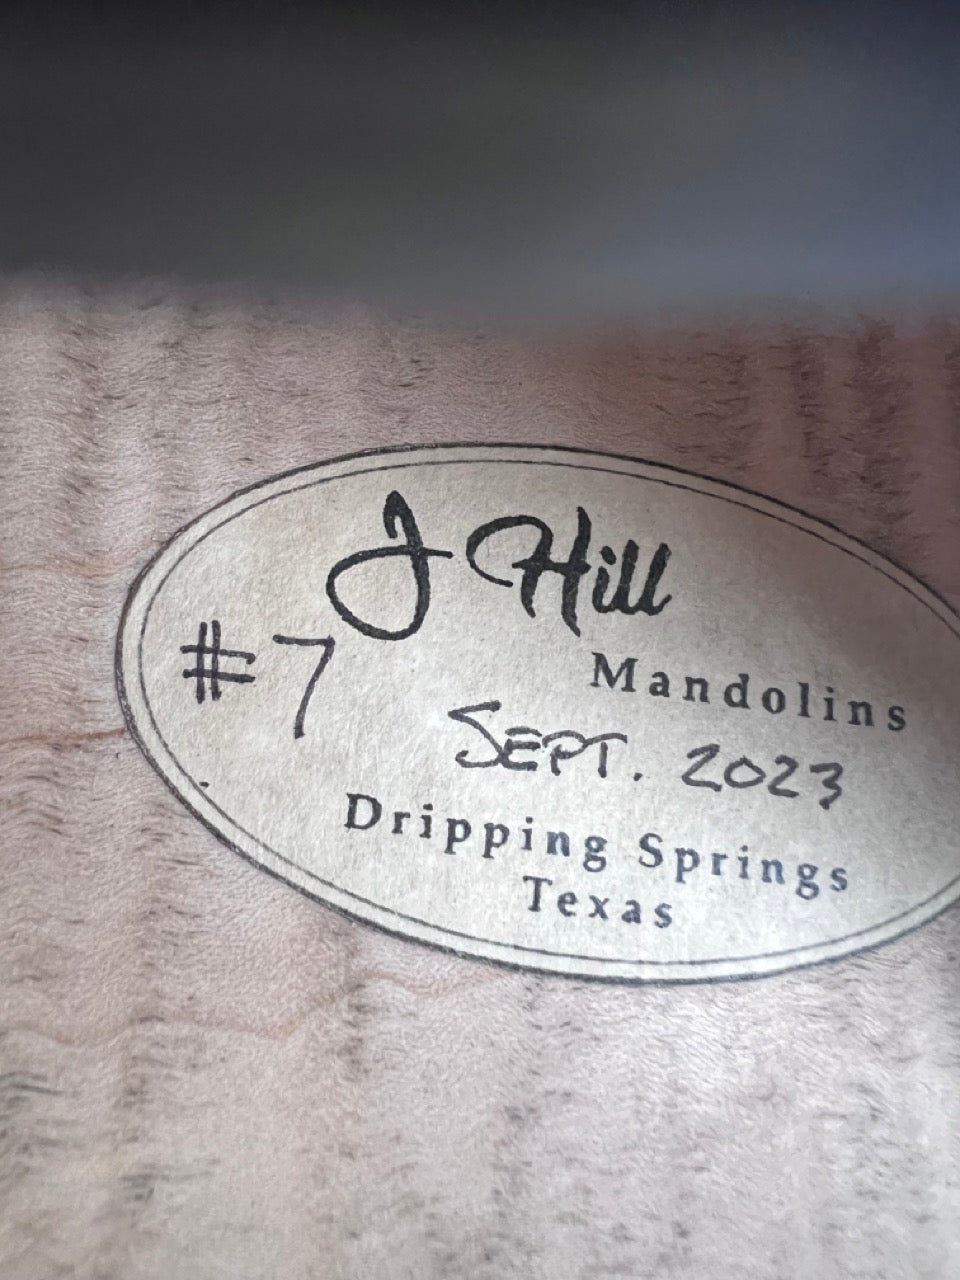 J Hill
#7
Mandolins
SEPT. 2023
Dripping Springs
Texas